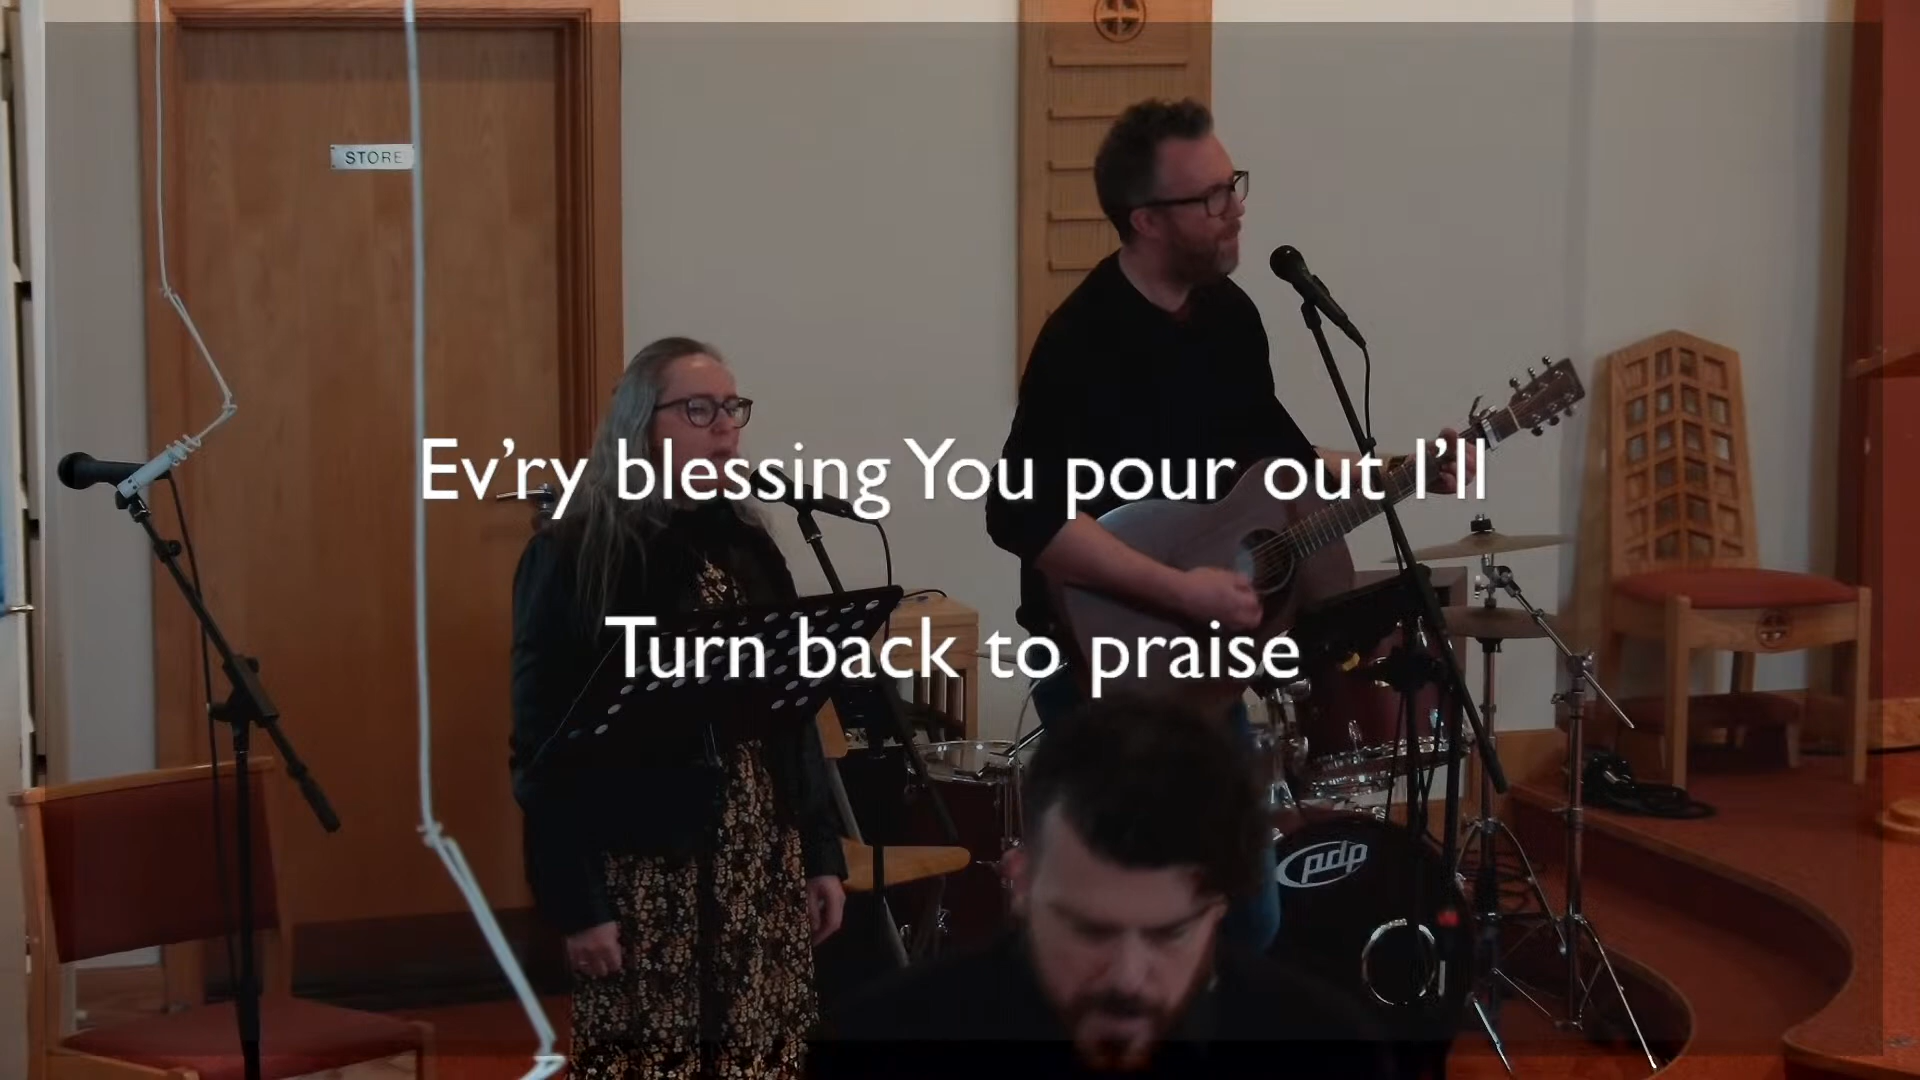 STORE
Ev’ry blessing You pour out I’ll
Turn back to praise
pdp